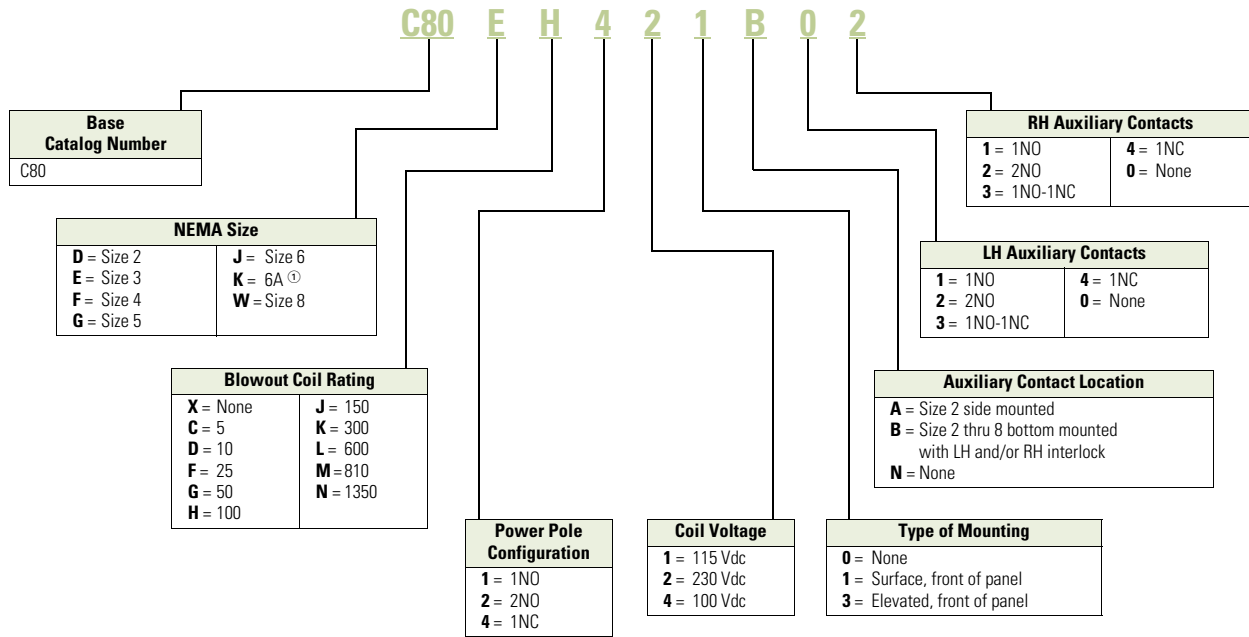 C80 E H 4 2 1 B 0 2
Base
Catalog Number
C80
NEMA Size
D = Size 2
E = Size 3
F = Size 4
G = Size 5
J = Size 6
K = 6A ①
W = Size 8
Blowout Coil Rating
X = None
C = 5
D = 10
F = 25
G = 50
H = 100
J = 150
K = 300
L = 600
M = 810
N = 1350
Power Pole
Configuration
1 = 1NO
2 = 2NO
4 = 1NC
Coil Voltage
1 = 115 Vdc
2 = 230 Vdc
4 = 100 Vdc
Type of Mounting
0 = None
1 = Surface, front of panel
3 = Elevated, front of panel
Auxiliary Contact Location
A = Size 2 side mounted
B = Size 2 thru 8 bottom mounted
with LH and/or RH interlock
N = None
LH Auxiliary Contacts
1 = 1NO
2 = 2NO
3 = 1NO-1NC
4 = 1NC
0 = None
RH Auxiliary Contacts
1 = 1NO
2 = 2NO
3 = 1NO-1NC
4 = 1NC
0 = None